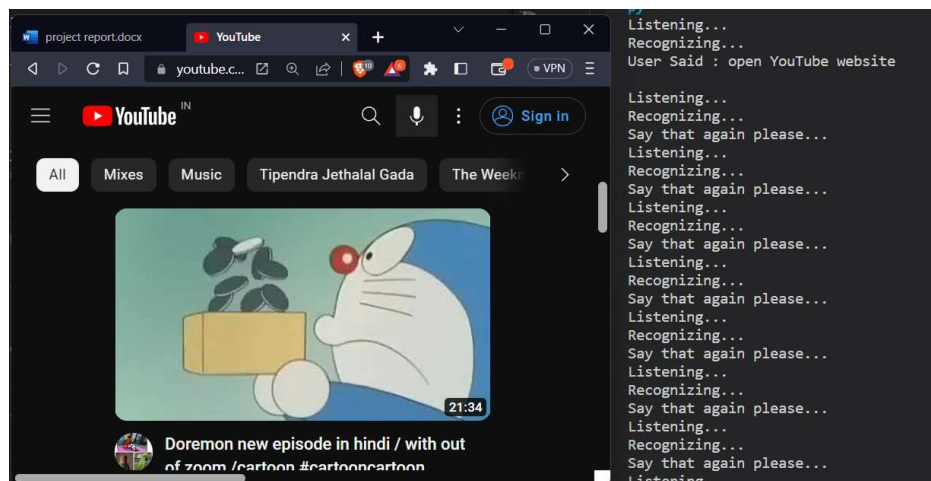 project report.docx
YouTube
youtube.c...
10
6
VPN
YouTube IN
Sign in
All
Mixes
Music
Tipendra Jethalal Gada
The Weekn
21:34
Doremon new episode in hindi / with out
of zoom /cartoon #cartooncartoon
py
Listening...
Recognizing...
User Said : open YouTube website
Listening...
Recognizing...
Say that again please...
Listening...
Recognizing...
Say that again please...
Listening...
Recognizing...
Say that again please...
Listening...
Recognizing...
Say that again please...
Listening...
Recognizing...
Say that again please...
Listening...
Recognizing...
Say that again please...
Listening...
Recognizing...
Say that again please...
Listening...